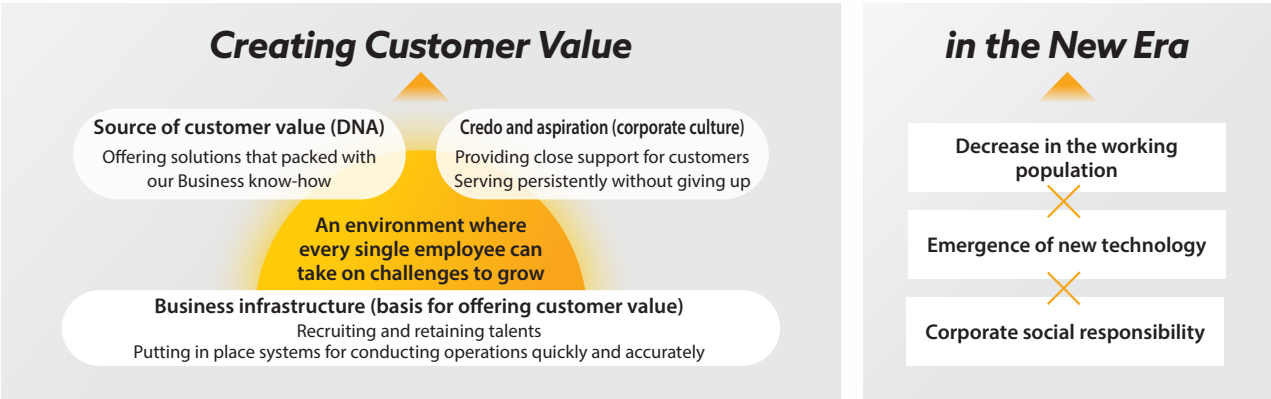 Creating Customer Value
Source of customer value (DNA)
Offering solutions that packed with
our Business know-how
Credo and aspiration (corporate culture)
Providing close support for customers
Serving persistently without giving up
An environment where
every single employee can
take on challenges to grow
Business infrastructure (basis for offering customer value)
Recruiting and retaining talents
Putting in place systems for conducting operations quickly and accurately
in the New Era
Decrease in the working
population
Emergence of new technology
Corporate social responsibility